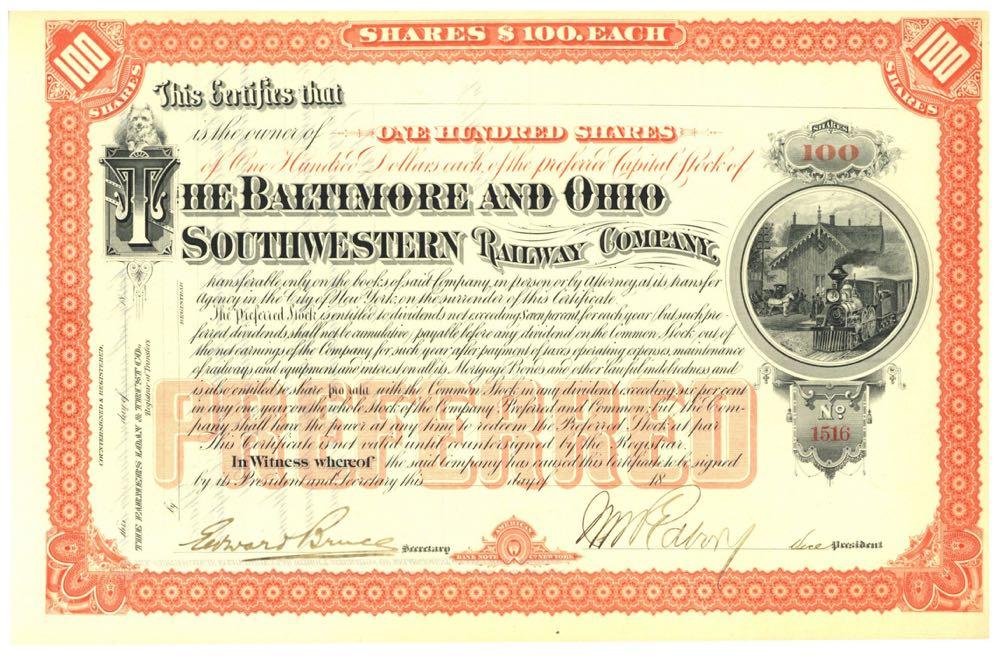 SHARES $100. EACH
100 SHARES
100 SHARES
This Certifies that
is the owner of ONE HUNDRED SHARES
of One Hundred Dollars each, of the preferred Capital Stock of
THE BALTIMORE AND OHIO
SOUTHWESTERN RAILWAY COMPANY,
SHARES
100
transferable only on the books of said Company, in person or by Attorney, at its transfer
Agency in the City of New York, on the surrender of this Certificate.
The Preferred Stock is entitled to dividends not exceeding seven per cent for each year (but such pre-
ferred dividends shall not be cumulative) payable before any dividend on the Common Stock out of
the net earnings of the Company for such year after payment of taxes operating expenses, maintenance
of railways and equipment and interest on all its Mortgage Bonds and other lawful indebtedness and
is also entitled to share pro rata with the Common Stock in any dividend exceeding six per cent
in any one year on the whole Stock of the Company Preferred and Common, but the Com-
pany shall have the power at any time to redeem its Preferred Stock at par
This Certificate is not valid until countersigned by the Registrar.
In Witness whereof the said Company has caused this Certificate to be signed
by its President and Secretary this day of 18
PREFERRED
No
1516
COUNTERSIGNED & REGISTERED.
this day of 18
THE FARMERS LOAN & TRUST CO.
Registrar of Transfers
by
REGISTRAR
Edward Bruce Secretary
AMERICAN
BANK NOTE CO. NEW YORK
Vice President